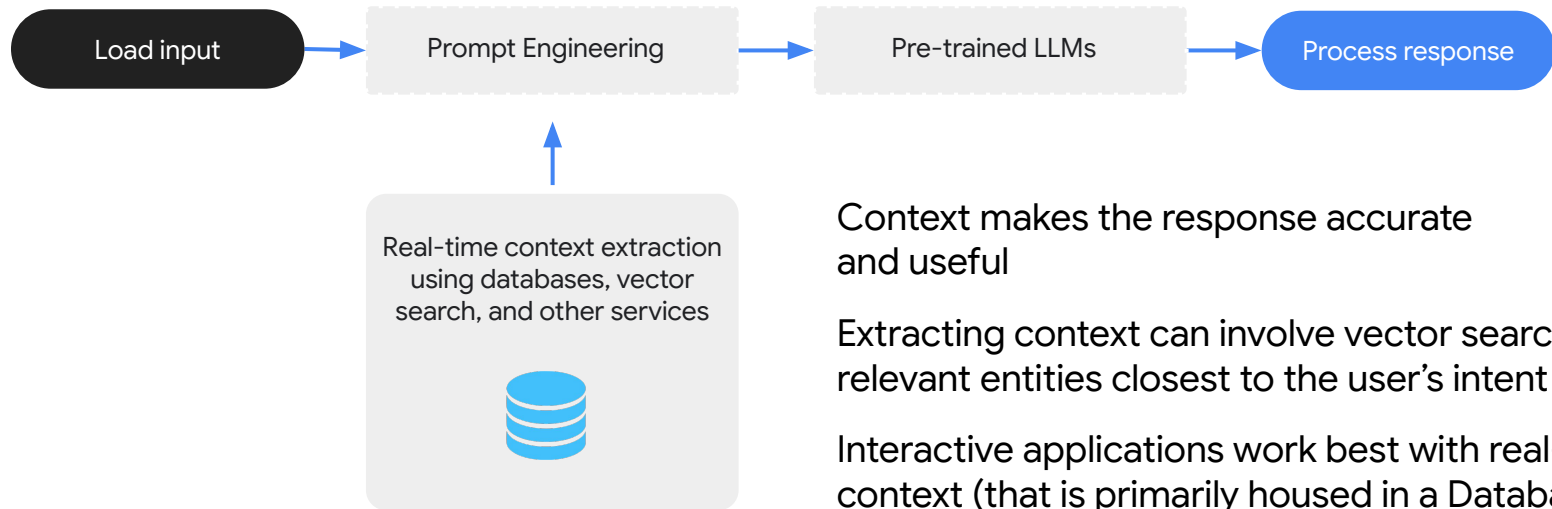 Load input
Prompt Engineering
Pre-trained LLMs
Process response
Real-time context extraction
using databases, vector
search, and other services
Context makes the response accurate
and useful
Extracting context can involve vector searc
relevant entities closest to the user’s intent
Interactive applications work best with real
context (that is primarily housed in a Databa